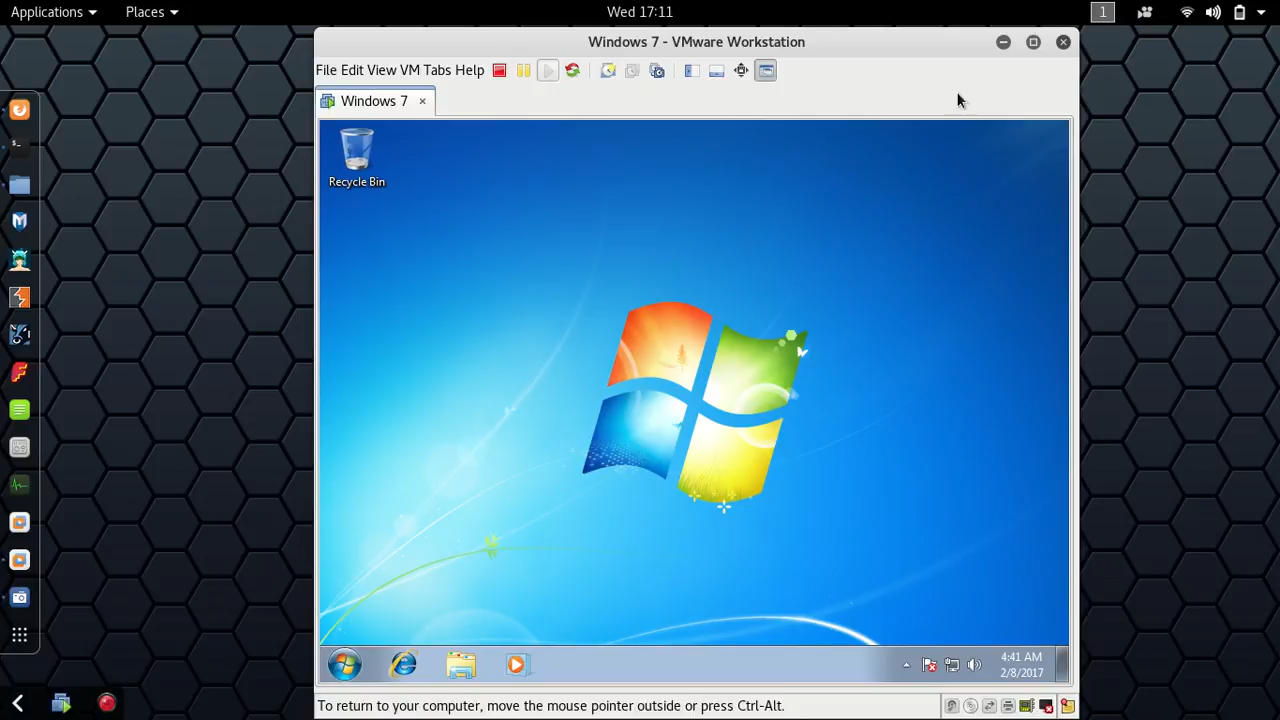 Applications Places Wed 17:11 1
Windows 7 - VMware Workstation
File Edit View VM Tabs Help
Windows 7 ×
Recycle Bin
4:41 AM
2/8/2017
To return to your computer, move the mouse pointer outside or press Ctrl-Alt.